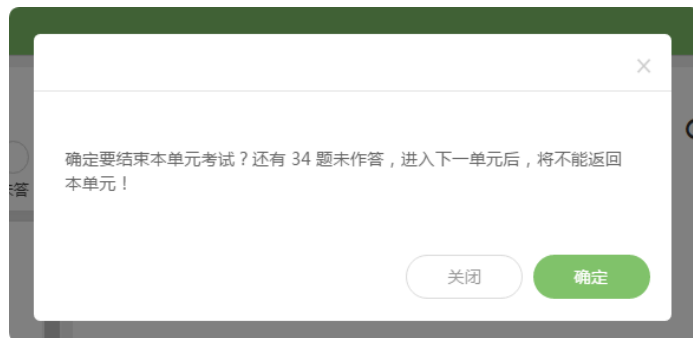 确定要结束本单元考试？还有 34 题未作答，进入下一单元后，将不能返回
本单元！
答
关闭
确定